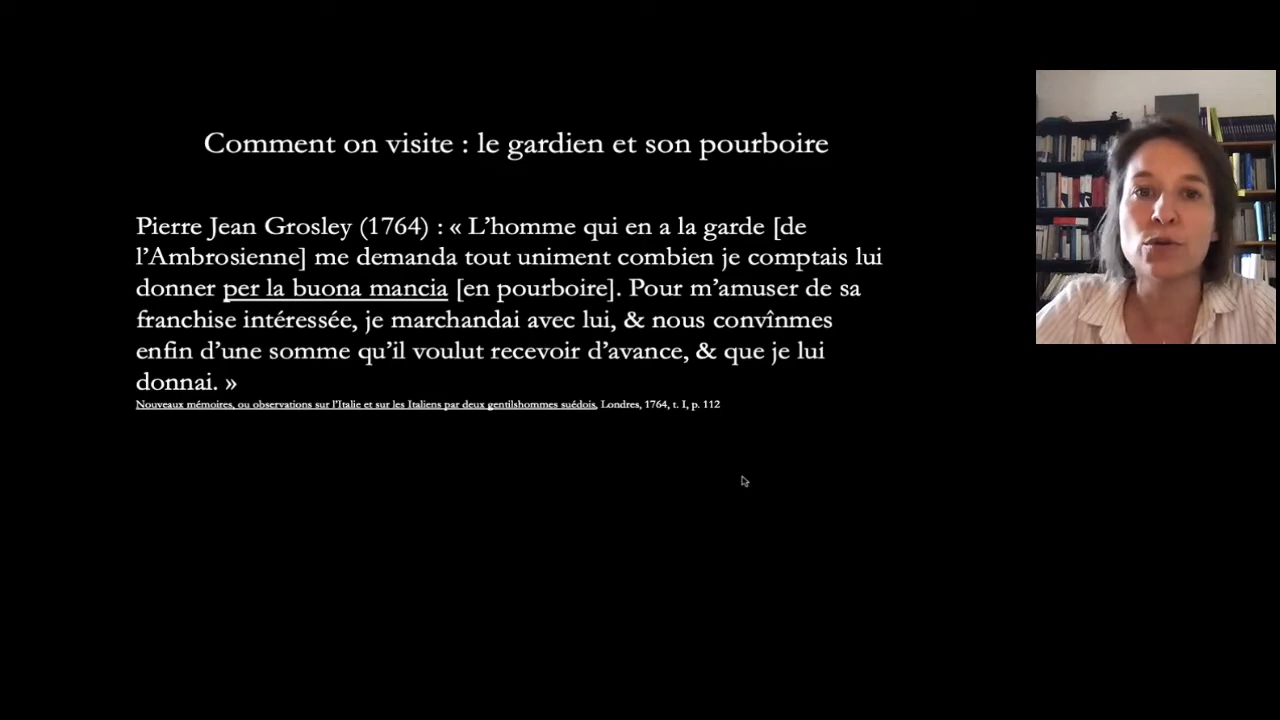 Comment on visite : le gardien et son pourboire
Pierre Jean Grosley (1764) : « L’homme qui en a la garde [de
l’Ambrosienne] me demanda tout uniment combien je comptais lui
donner per la buona mancia [en pourboire]. Pour m’amuser de sa
franchise intéressée, je marchandai avec lui, & nous convînmes
enfin d’une somme qu’il voulut recevoir d’avance, & que je lui
donnai. »
Nouveaux mémoires, ou observations sur l’Italie et sur les Italiens par deux gentilshommes suédois, Londres, 1764, t. I, p. 112